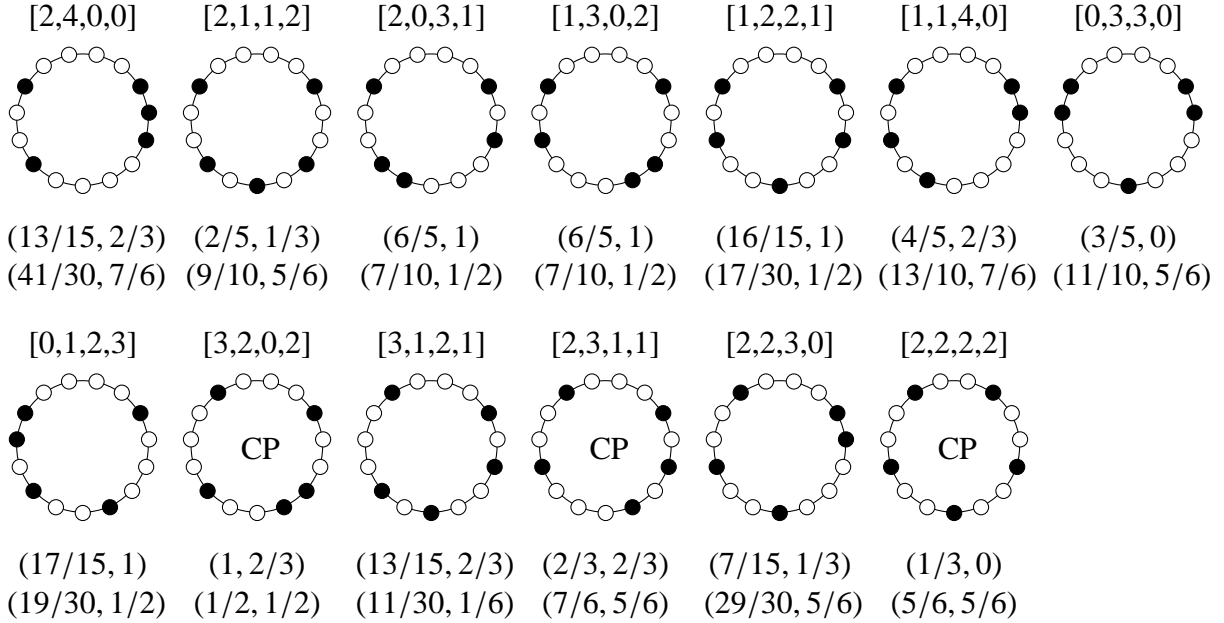 [2,4,0,0] [2,1,1,2] [2,0,3,1] [1,3,0,2] [1,2,2,1] [1,1,4,0] [0,3,3,0]
(13/15, 2/3) (2/5, 1/3) (6/5, 1) (6/5, 1) (16/15, 1) (4/5, 2/3) (3/5, 0)
(41/30, 7/6) (9/10, 5/6) (7/10, 1/2) (7/10, 1/2) (17/30, 1/2) (13/10, 7/6) (11/10, 5/6)
[0,1,2,3] [3,2,0,2] [3,1,2,1] [2,3,1,1] [2,2,3,0] [2,2,2,2]
CP CP CP
(17/15, 1) (1, 2/3) (13/15, 2/3) (2/3, 2/3) (7/15, 1/3) (1/3, 0)
(19/30, 1/2) (1/2, 1/2) (11/30, 1/6) (7/6, 5/6) (29/30, 5/6) (5/6, 5/6)